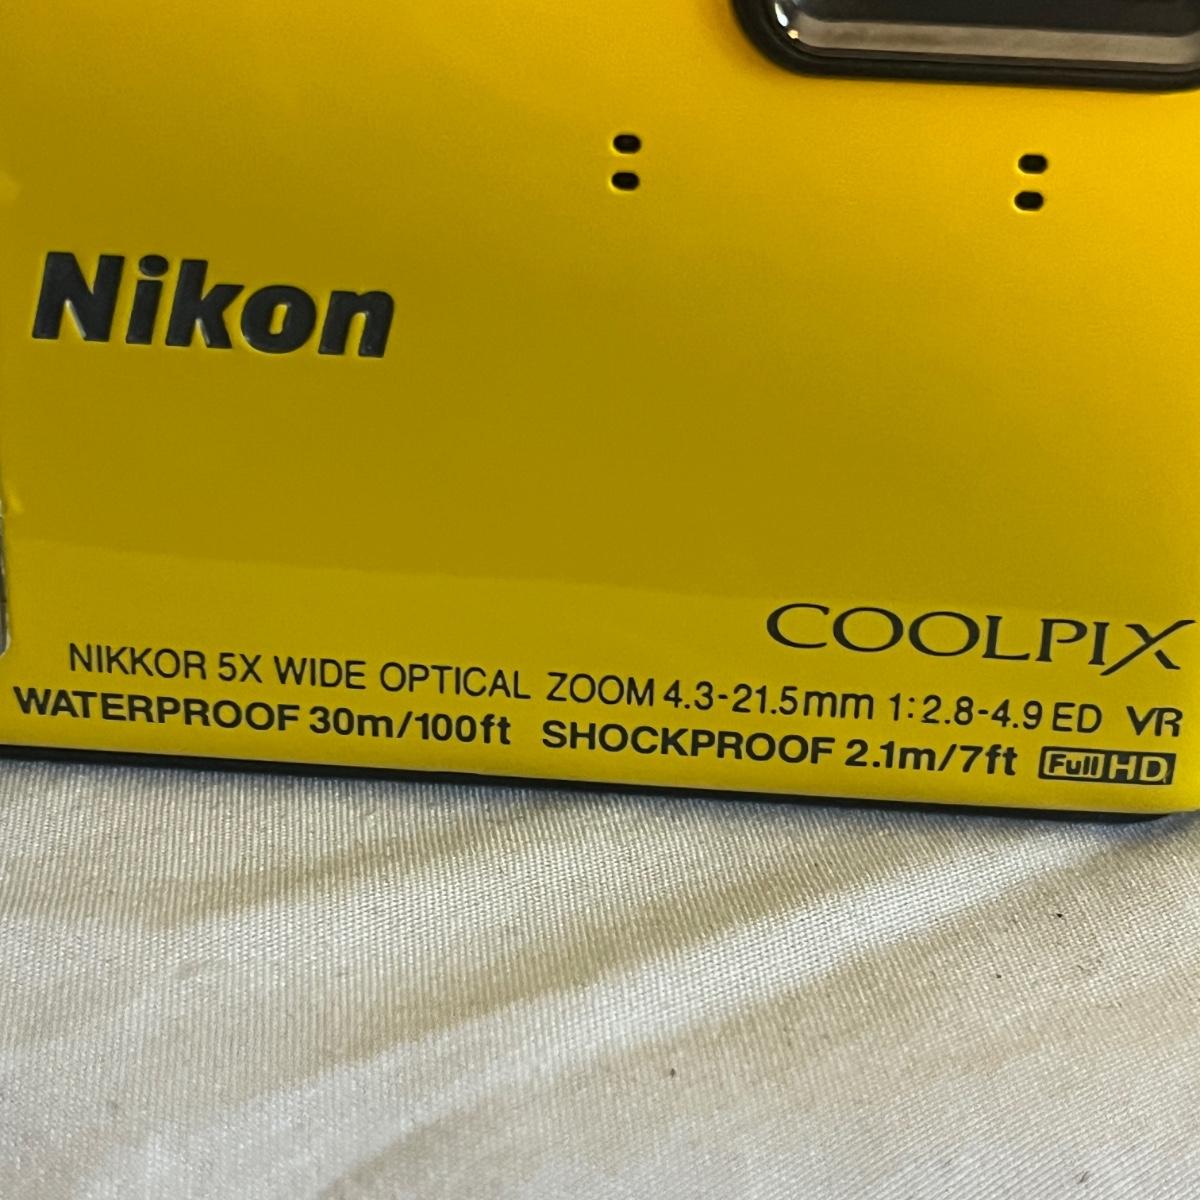 Nikon
COOLPIX
NIKKOR 5X WIDE OPTICAL ZOOM 4.3-21.5mm 1:2.8-4.9 ED VR
WATERPROOF 30m/100ft SHOCKPROOF 2.1m/7ft Full HD